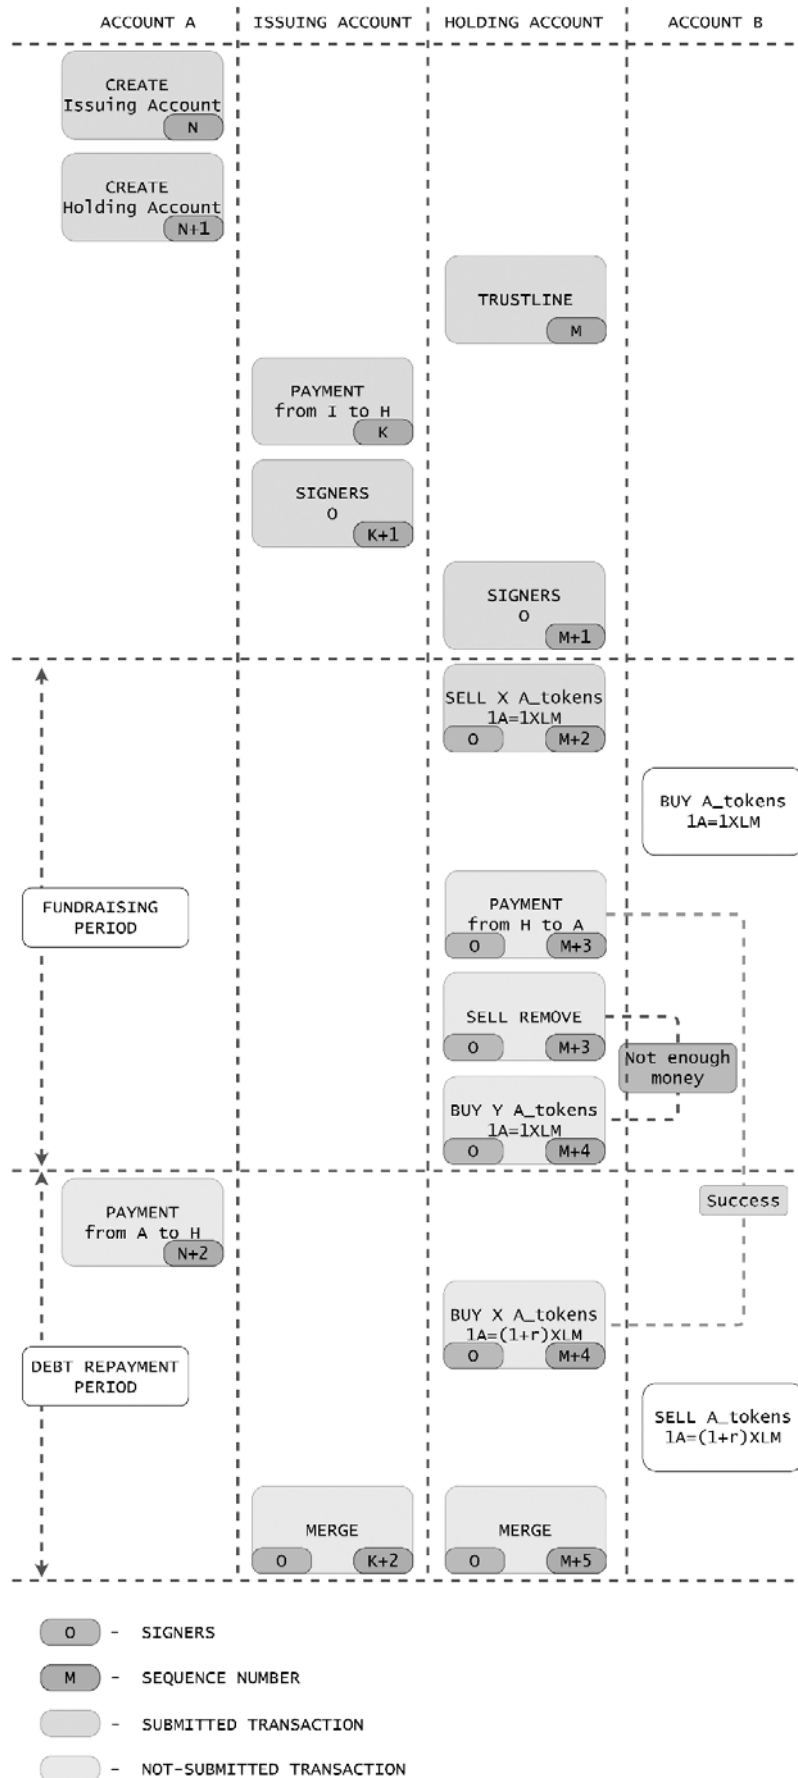 ACCOUNT A ISSUING ACCOUNT HOLDING ACCOUNT ACCOUNT B
CREATE
Issuing Account
N
CREATE
Holding Account
N+1
TRUSTLINE
M
PAYMENT
from I to H
K
SIGNERS
O
K+1
SIGNERS
O
M+1
SELL X A_tokens
1A=1XLM
O M+2
BUY A_tokens
1A=1XLM
FUNDRAISING
PERIOD
PAYMENT
from H to A
O M+3
SELL REMOVE
O M+3
Not enough
money
BUY Y A_tokens
1A=1XLM
O M+4
PAYMENT
from A to H
N+2
Success
BUY X A_tokens
1A=(1+r)XLM
O M+4
DEBT REPAYMENT
PERIOD
SELL A_tokens
1A=(1+r)XLM
MERGE
O K+2
MERGE
O M+5
O - SIGNERS
M - SEQUENCE NUMBER
- SUBMITTED TRANSACTION
- NOT-SUBMITTED TRANSACTION